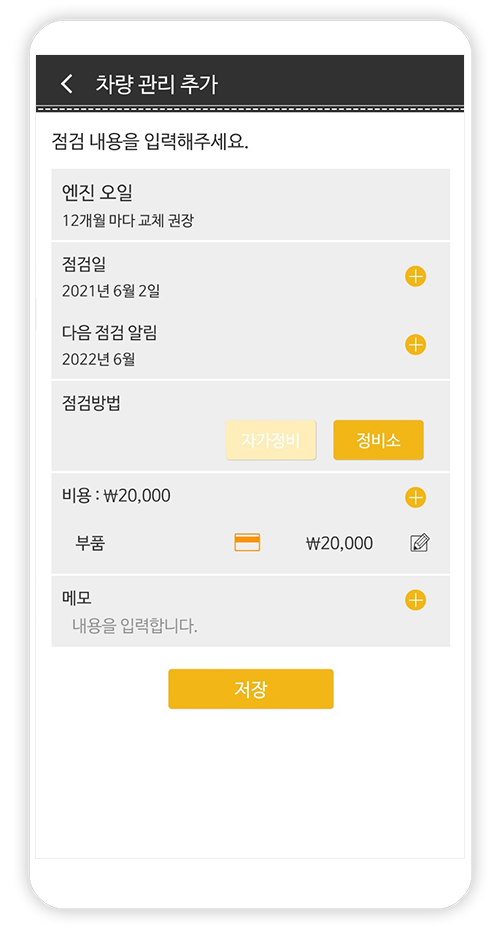 차량 관리 추가
점검 내용을 입력해주세요.
엔진 오일
12개월 마다 교체 권장
점검일
2021년 6월 2일
다음 점검 알림
2022년 6월
점검방법
자가정비 정비소
비용 : ₩20,000
부품 ₩20,000
메모
내용을 입력합니다.
저장